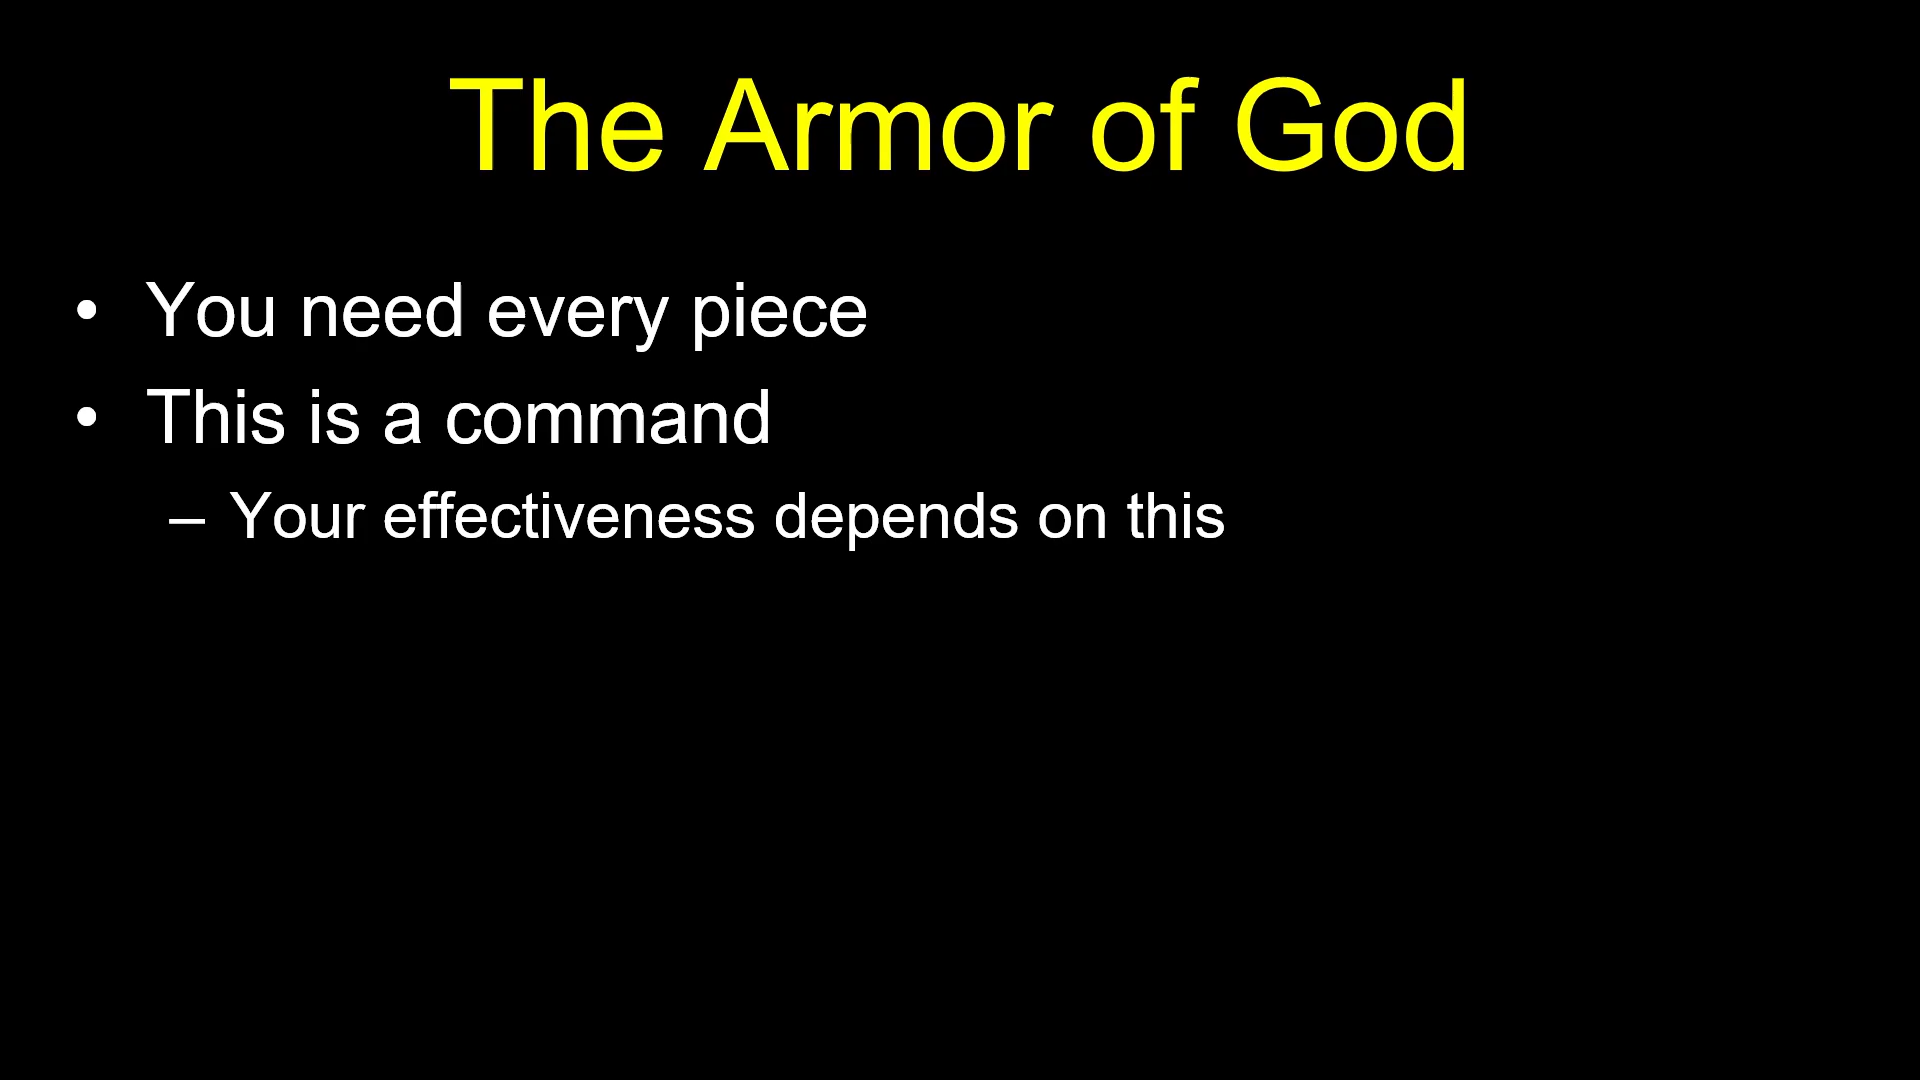 The Armor of God
• You need every piece
• This is a command
– Your effectiveness depends on this